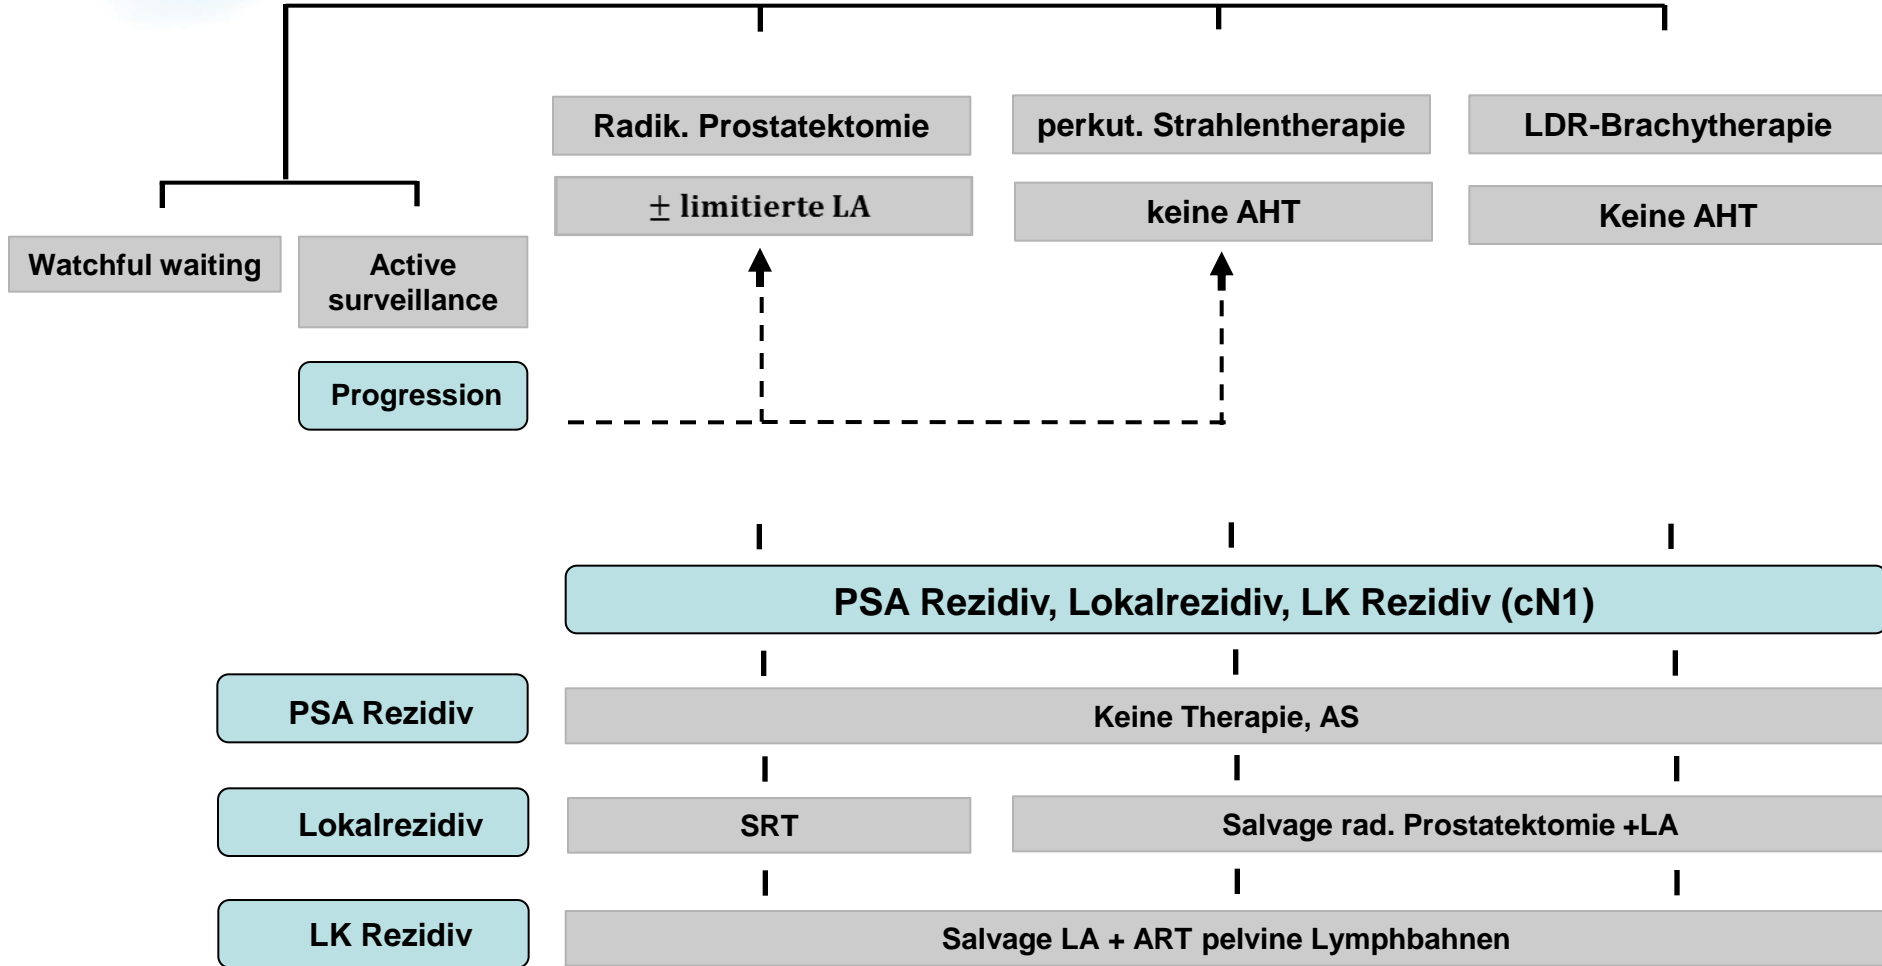 Radik. Prostatektomie
perkut. Strahlentherapie
LDR-Brachytherapie
± limitierte LA
keine AHT
Keine AHT
Watchful waiting
Active
surveillance
Progression
PSA Rezidiv, Lokalrezidiv, LK Rezidiv (cN1)
PSA Rezidiv
Keine Therapie, AS
Lokalrezidiv
SRT
Salvage rad. Prostatektomie +LA
LK Rezidiv
Salvage LA + ART pelvine Lymphbahnen